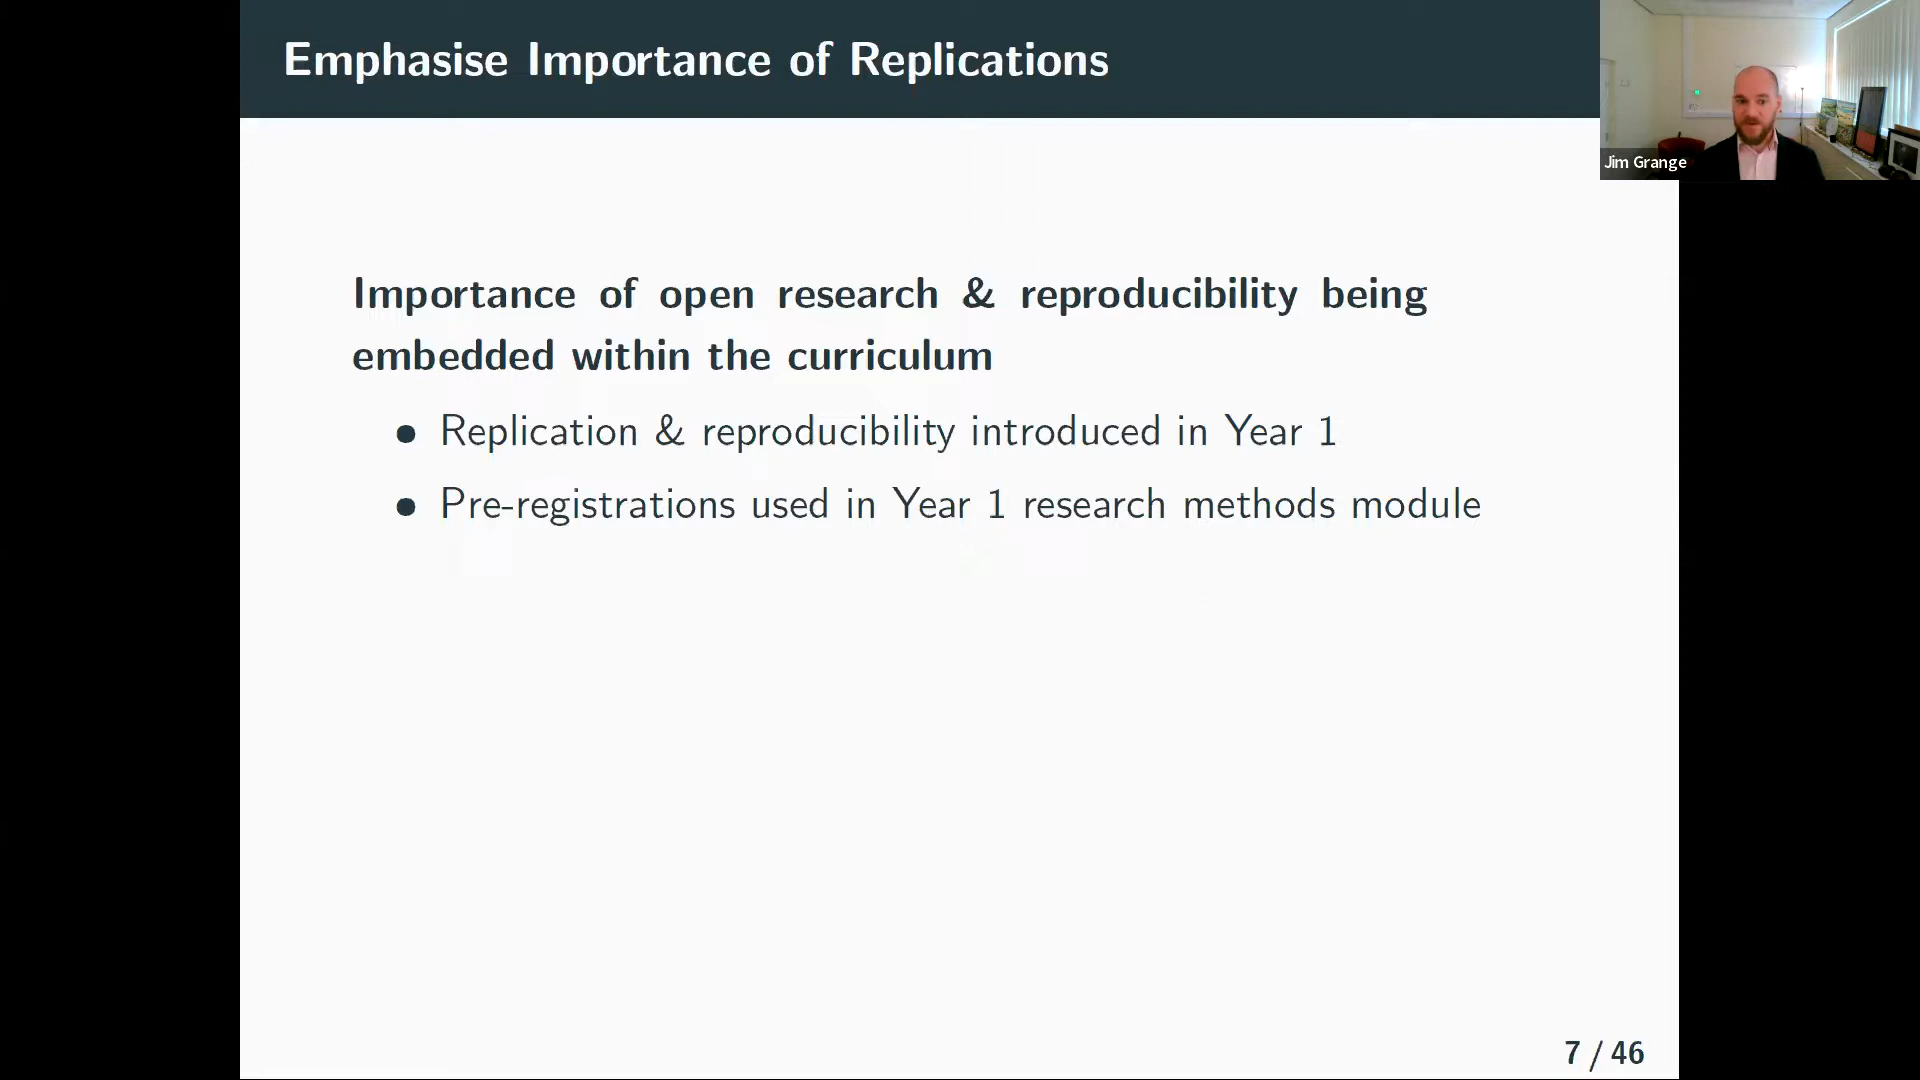 Emphasise Importance of Replications
Jim Grange
Importance of open research & reproducibility being
embedded within the curriculum
• Replication & reproducibility introduced in Year 1
• Pre-registrations used in Year 1 research methods module
7 / 46